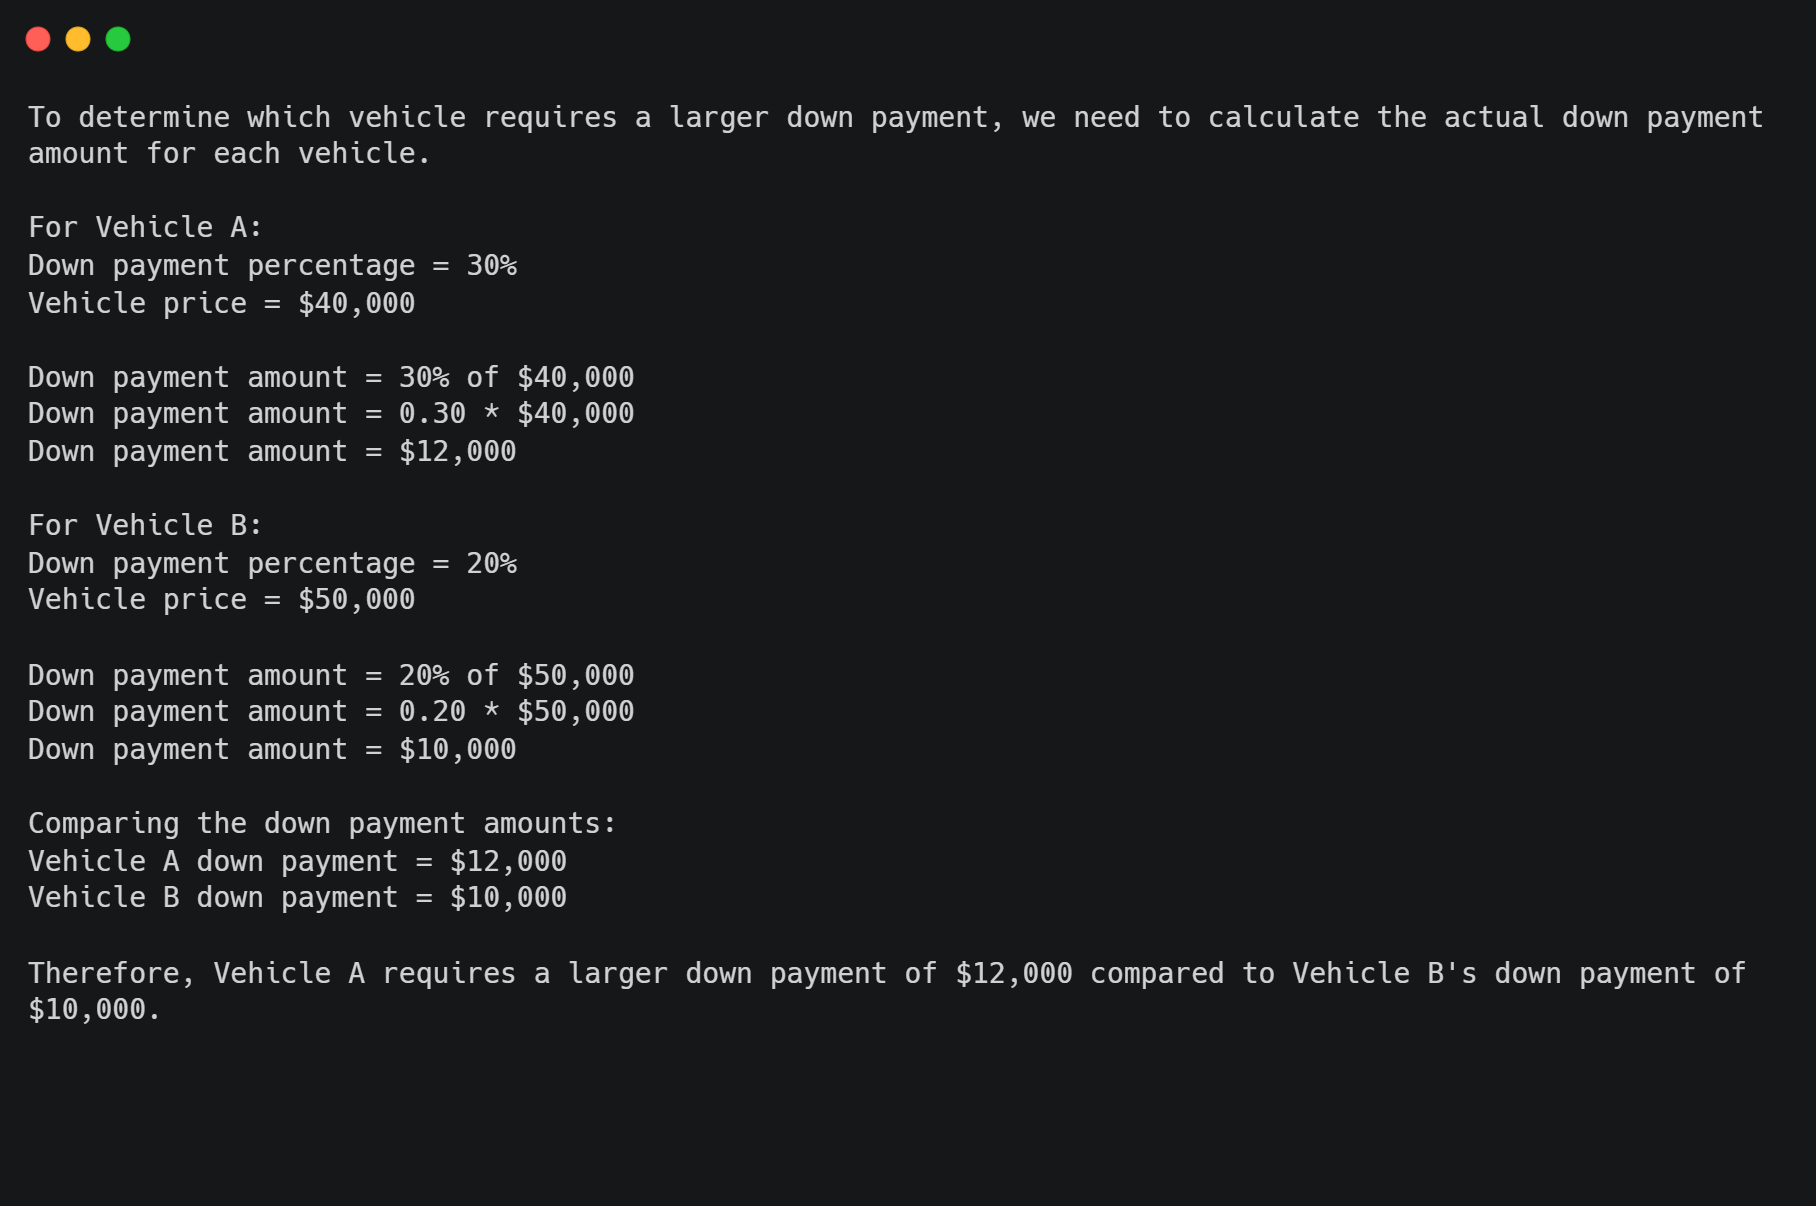 To determine which vehicle requires a larger down payment, we need to calculate the actual down payment
amount for each vehicle.
For Vehicle A:
Down payment percentage = 30%
Vehicle price = $40,000
Down payment amount = 30% of $40,000
Down payment amount = 0.30 * $40,000
Down payment amount = $12,000
For Vehicle B:
Down payment percentage = 20%
Vehicle price = $50,000
Down payment amount = 20% of $50,000
Down payment amount = 0.20 * $50,000
Down payment amount = $10,000
Comparing the down payment amounts:
Vehicle A down payment = $12,000
Vehicle B down payment = $10,000
Therefore, Vehicle A requires a larger down payment of $12,000 compared to Vehicle B's down payment of
$10,000.